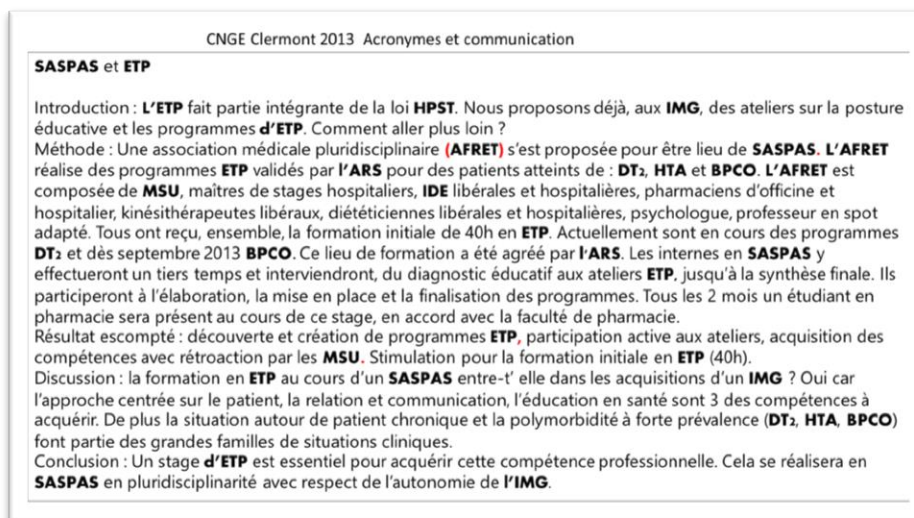 CNGE Clermont 2013 Acronymes et communication
SASPAS et ETP
Introduction : L'ETP fait partie intégrante de la loi HPST. Nous proposons déjà, aux IMG, des ateliers sur la posture
éducative et les programmes d'ETP. Comment aller plus loin ?
Méthode : Une association médicale pluridisciplinaire (AFRET) s'est proposée pour être lieu de SASPAS. L'AFRET
réalise des programmes ETP validés par l'ARS pour des patients atteints de : DT2, HTA et BPCO. L'AFRET est
composée de MSU, maîtres de stages hospitaliers, IDE libérales et hospitalières, pharmaciens d'officine et
hospitalier, kinésithérapeutes libéraux, diététiciennes libérales et hospitalières, psychologue, professeur en spot
adapté. Tous ont reçu, ensemble, la formation initiale de 40h en ETP. Actuellement sont en cours des programmes
DT2 et dès septembre 2013 BPCO. Ce lieu de formation a été agréé par l'ARS. Les internes en SASPAS y
effectueront un tiers temps et interviendront, du diagnostic éducatif aux ateliers ETP, jusqu'à la synthèse finale. Ils
participeront à l'élaboration, la mise en place et la finalisation des programmes. Tous les 2 mois un étudiant en
pharmacie sera présent au cours de ce stage, en accord avec la faculté de pharmacie.
Résultat escompté : découverte et création de programmes ETP, participation active aux ateliers, acquisition des
compétences avec rétroaction par les MSU. Stimulation pour la formation initiale en ETP (40h).
Discussion : la formation en ETP au cours d'un SASPAS entre-t' elle dans les acquisitions d'un IMG ? Oui car
l'approche centrée sur le patient, la relation et communication, l'éducation en santé sont 3 des compétences à
acquérir. De plus la situation autour de patient chronique et la polymorbidité à forte prévalence (DT2, HTA, BPCO)
font partie des grandes familles de situations cliniques.
Conclusion : Un stage d'ETP est essentiel pour acquérir cette compétence professionnelle. Cela se réalisera en
SASPAS en pluridisciplinarité avec respect de l'autonomie de l'IMG.